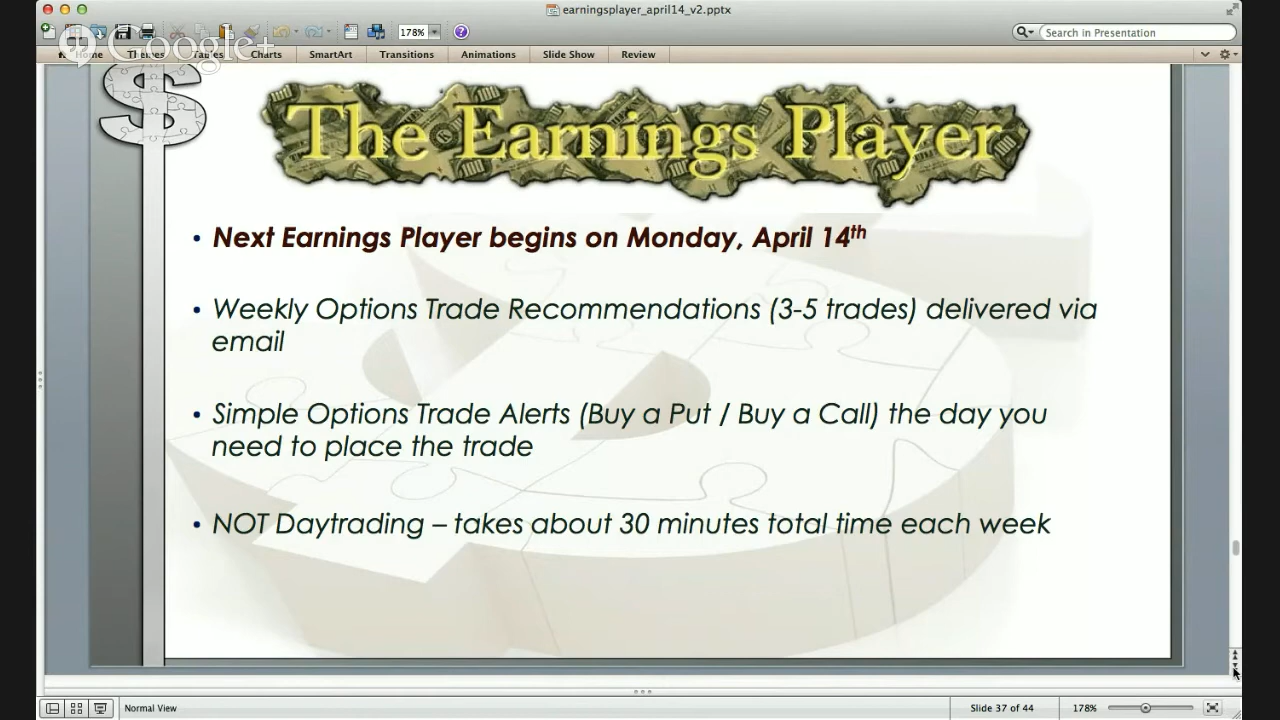 earningsplayer_april14_v2.pptx
178%
Search in Presentation
Google+
Home Themes Tables Charts SmartArt Transitions Animations Slide Show Review
$
The Earnings Player
• Next Earnings Player begins on Monday, April 14th
• Weekly Options Trade Recommendations (3-5 trades) delivered via
email
• Simple Options Trade Alerts (Buy a Put / Buy a Call) the day you
need to place the trade
• NOT Daytrading – takes about 30 minutes total time each week
Normal View
Slide 37 of 44
178%